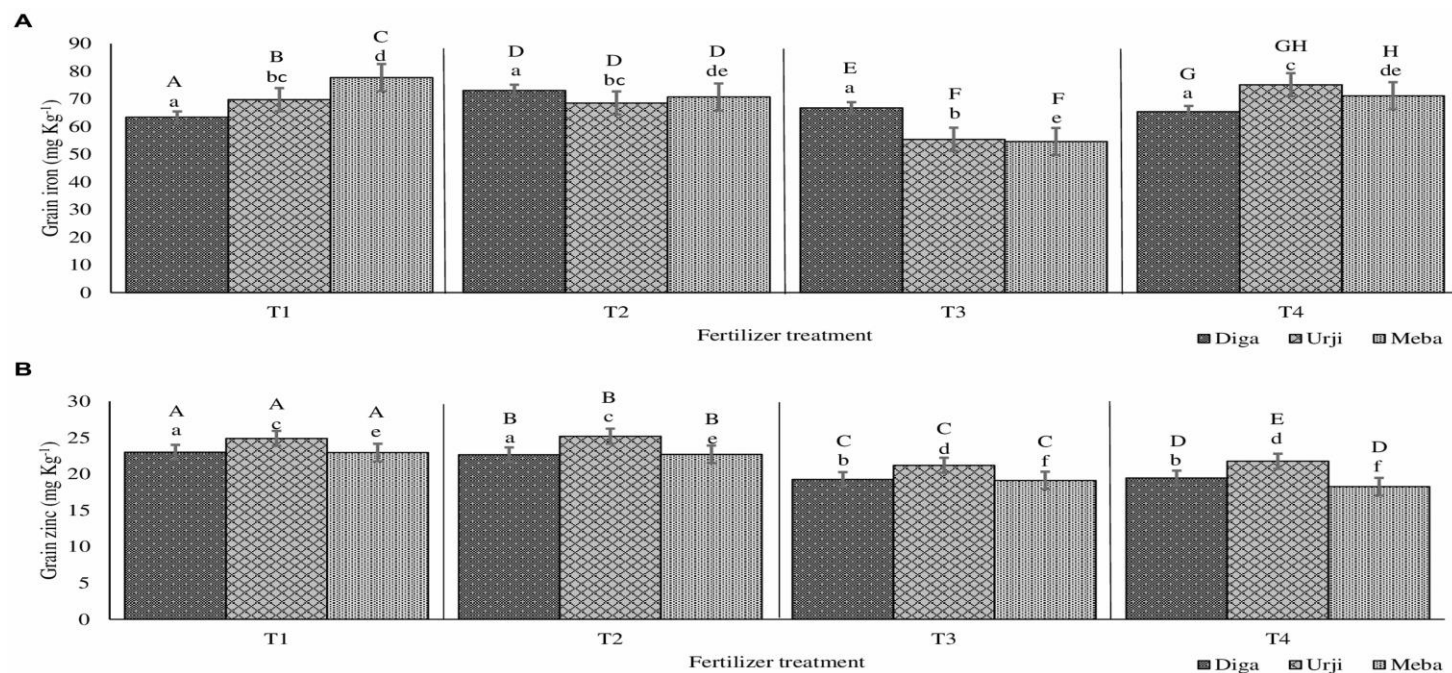 A
Grain iron (mg Kg⁻¹)
90
80
70
60
50
40
30
20
10
0
A B C D D D E F F G GH H
a bc d a bc de a b e a c de
T1 T2 T3 T4
Fertilizer treatment
Diga Urji Meba
B
Grain zinc (mg Kg⁻¹)
30
25
20
15
10
5
0
A A A B B B C C C D E D
a c e a c e b d f b d f
T1 T2 T3 T4
Fertilizer treatment
Diga Urji Meba